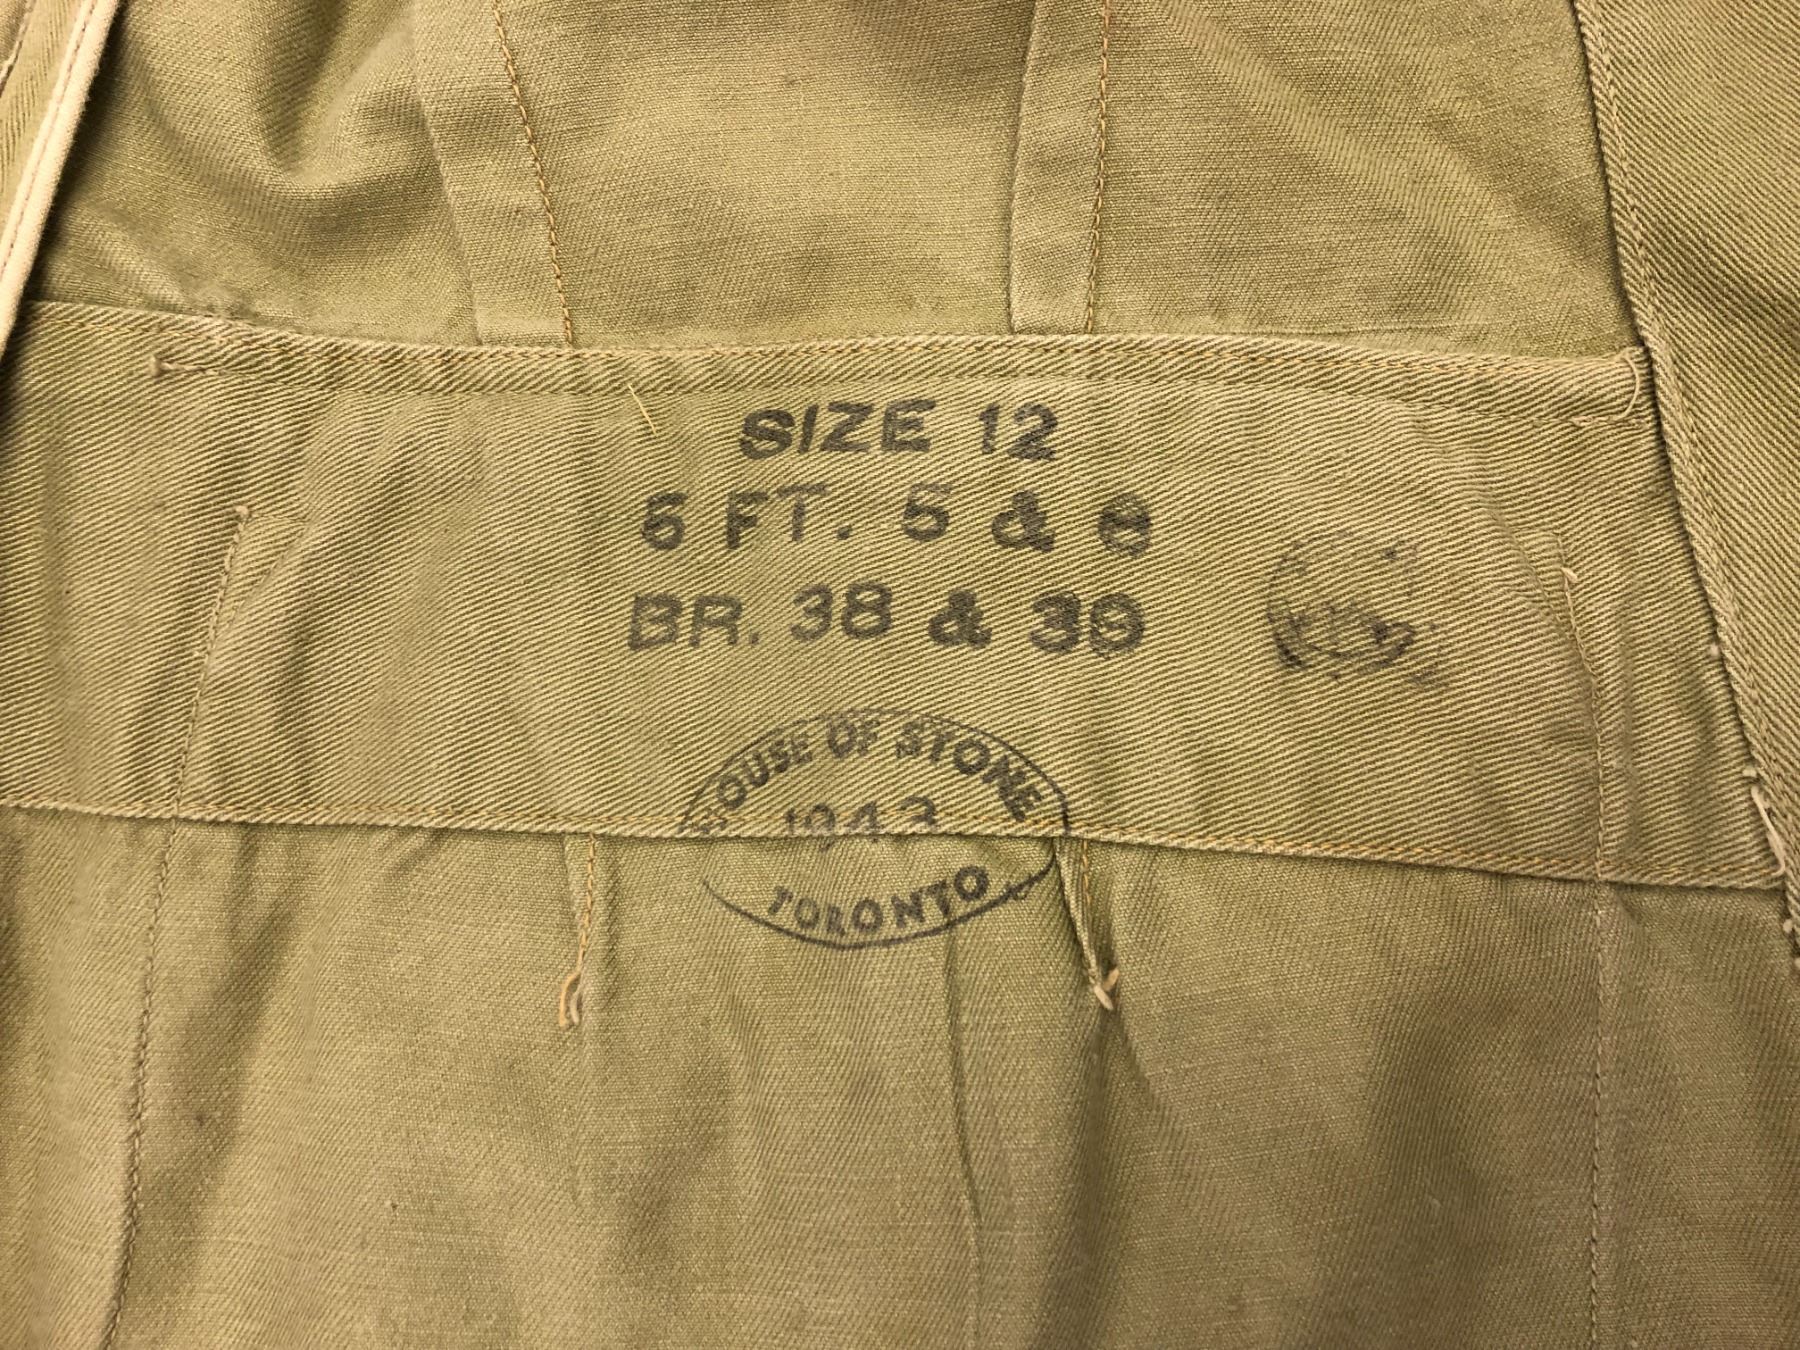 SIZE 12
5 FT. 5 & 6
BR. 38 & 39
HOUSE OF STONE
1943
TORONTO